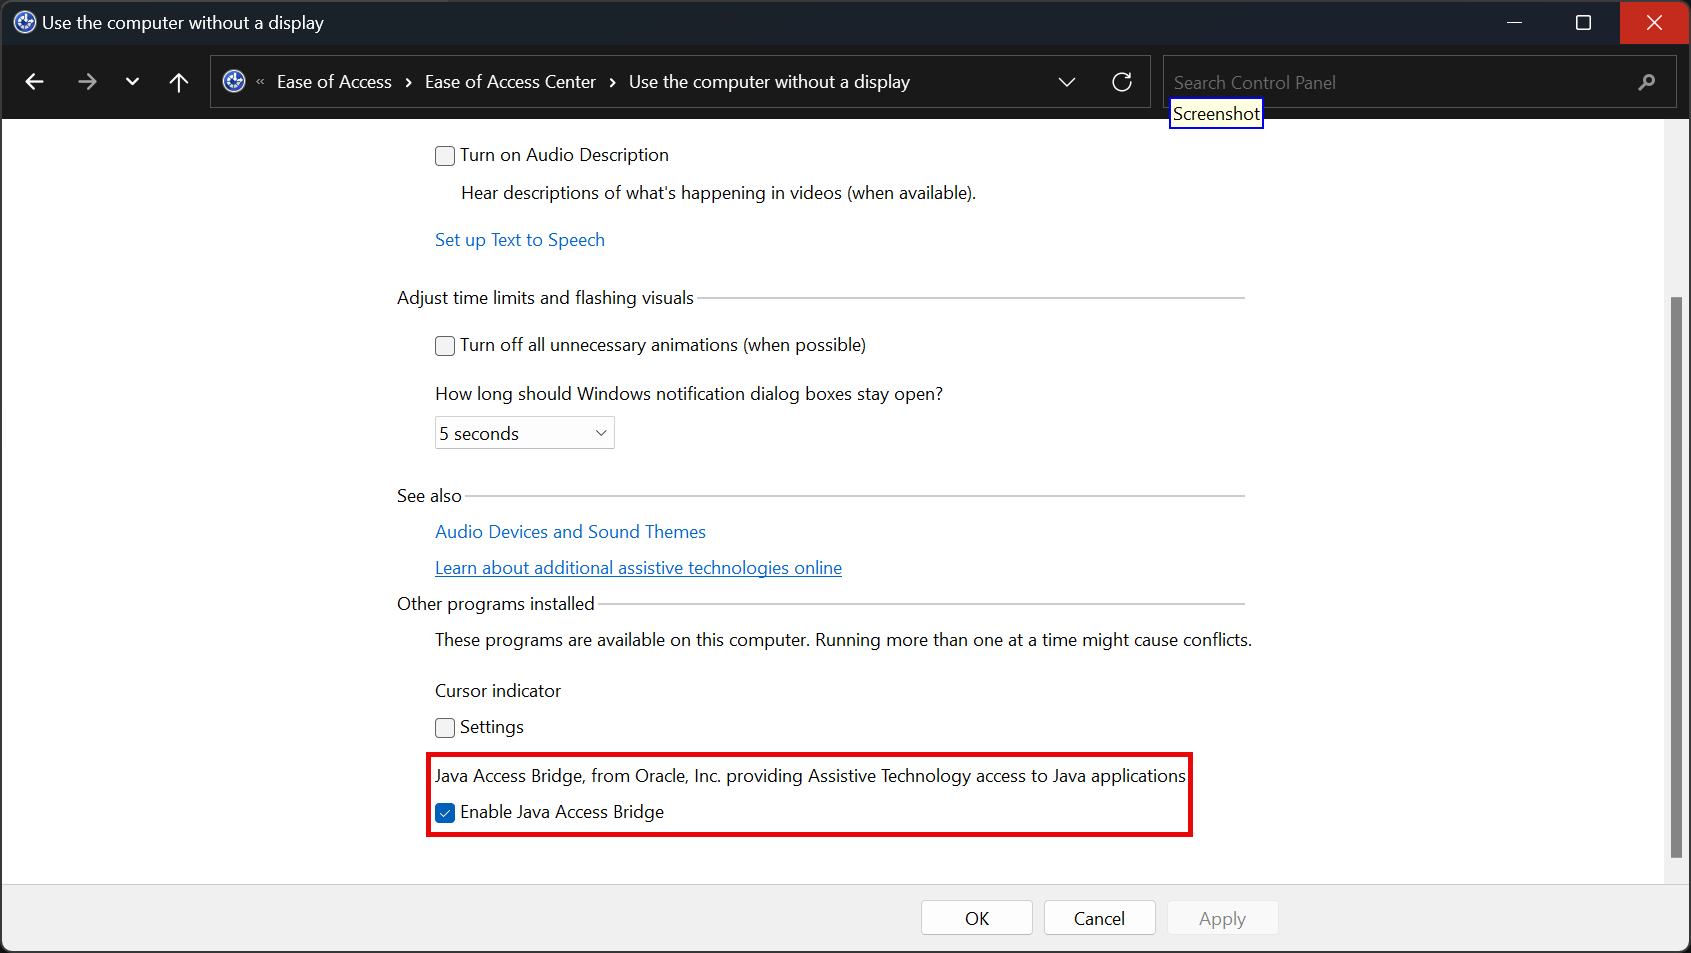 Use the computer without a display
« Ease of Access › Ease of Access Center › Use the computer without a display
Search Control Panel
Screenshot
Turn on Audio Description
Hear descriptions of what's happening in videos (when available).
Set up Text to Speech
Adjust time limits and flashing visuals
Turn off all unnecessary animations (when possible)
How long should Windows notification dialog boxes stay open?
5 seconds
See also
Audio Devices and Sound Themes
Learn about additional assistive technologies online
Other programs installed
These programs are available on this computer. Running more than one at a time might cause conflicts.
Cursor indicator
Settings
Java Access Bridge, from Oracle, Inc. providing Assistive Technology access to Java applications
Enable Java Access Bridge
OK Cancel Apply